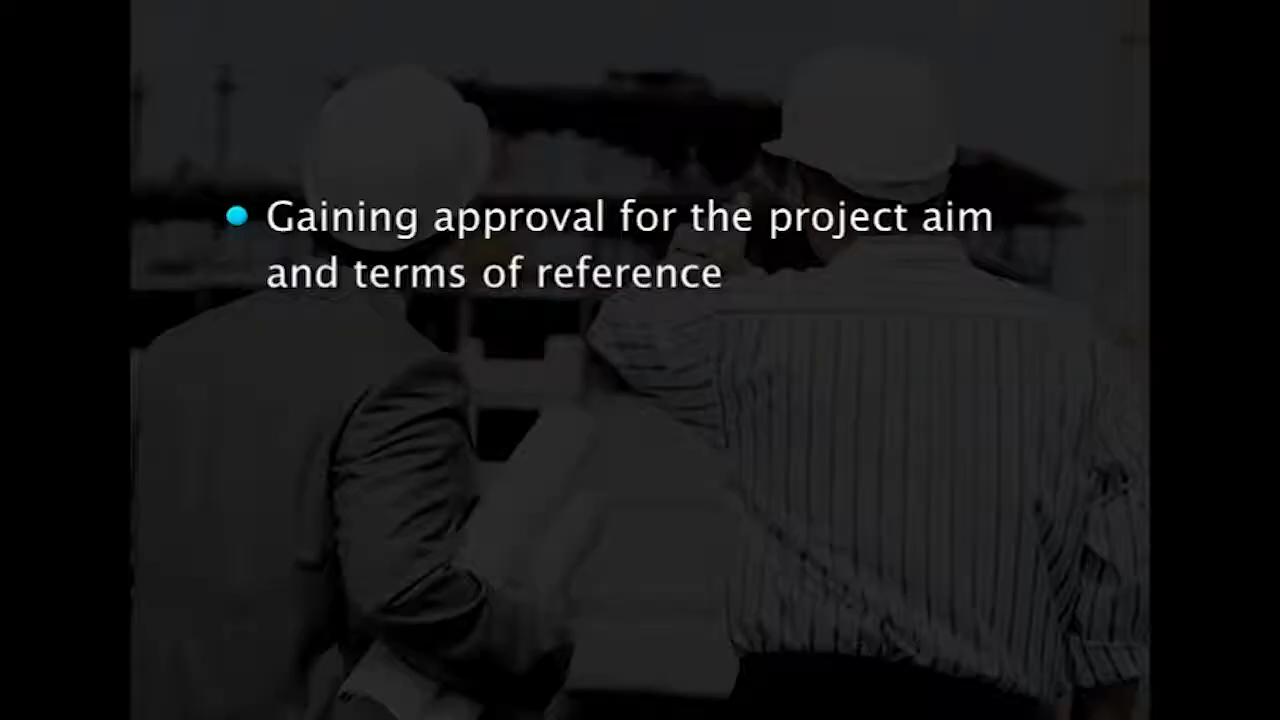 Gaining approval for the project aim
and terms of reference